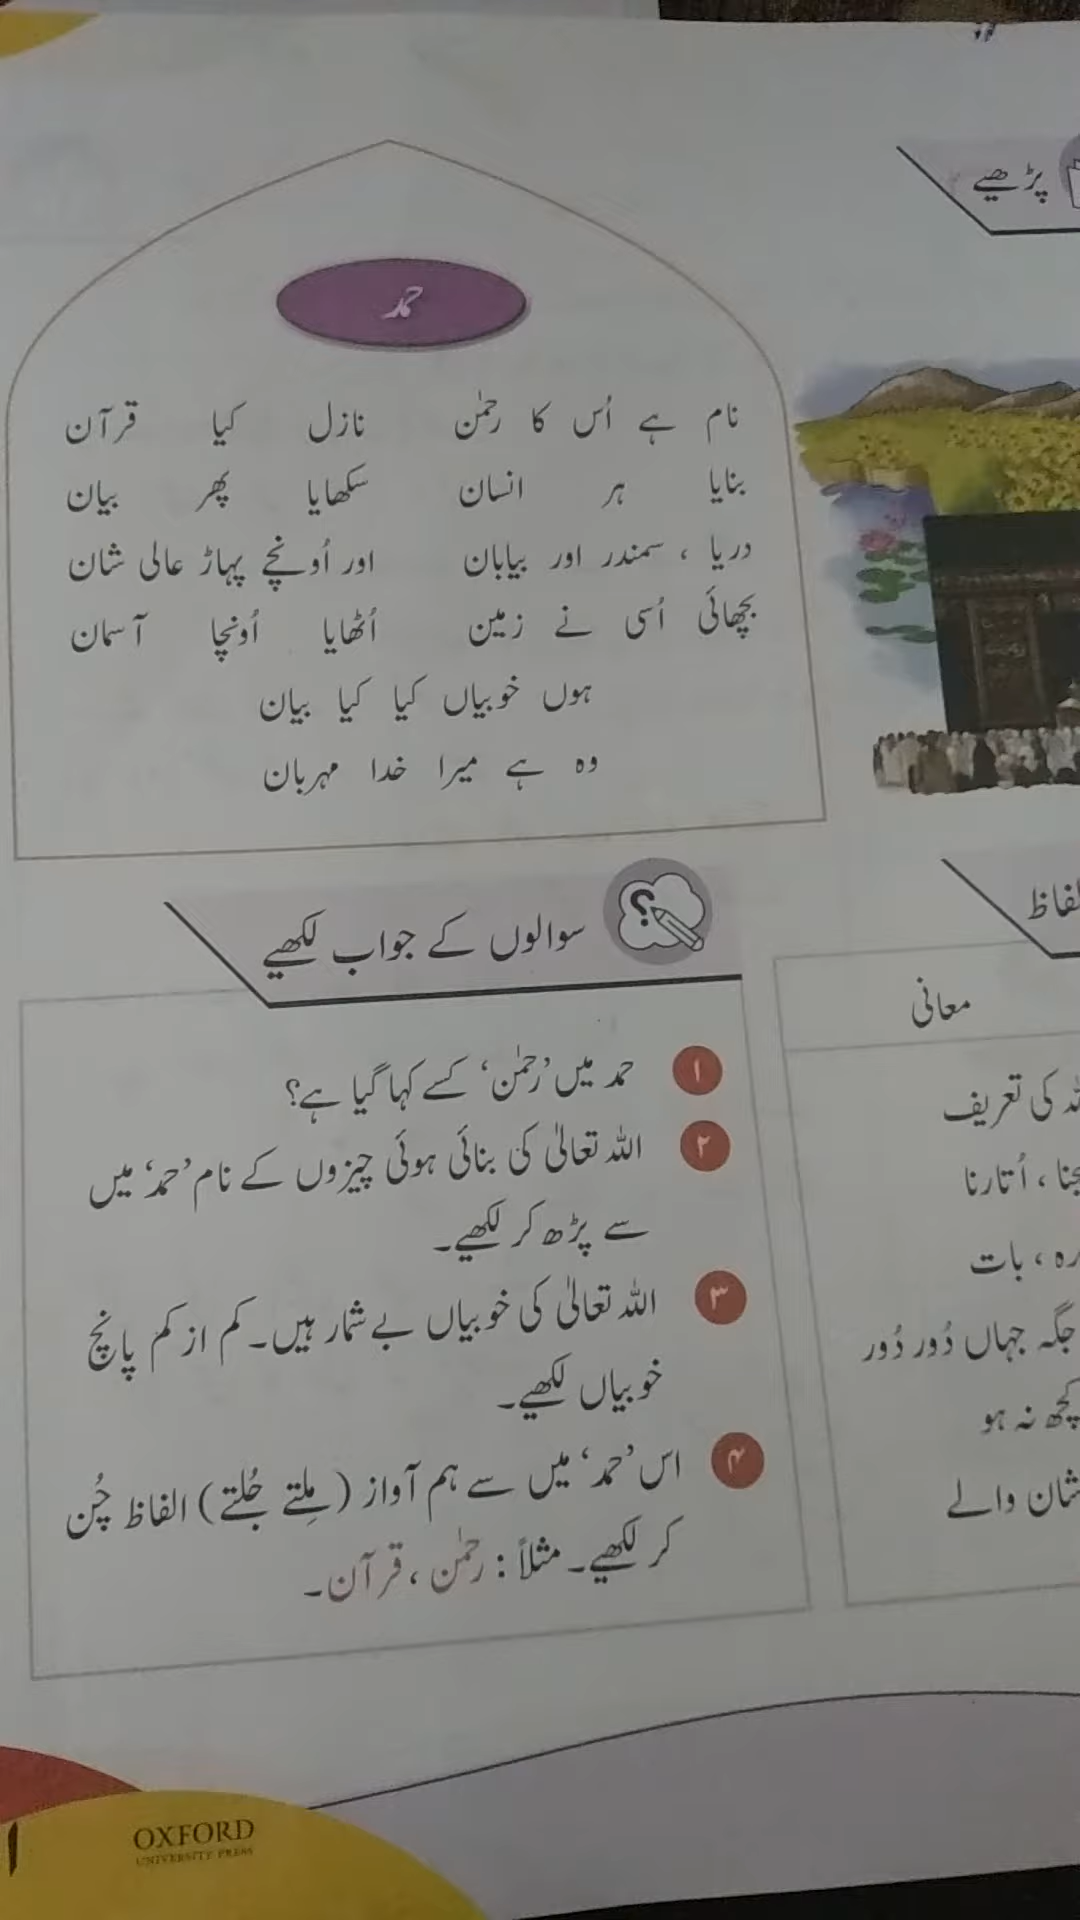 پڑھیے
حمد
نام ہے اُس کا رحمٰن نازل کیا قرآن
بنایا ہر انسان سکھایا پھر بیان
دریا ، سمندر اور بیابان اور اُونچے پہاڑ عالی شان
بچھائی اُسی نے زمین اُٹھایا اُونچا آسمان
ہوں خوبیاں کیا کیا بیان
وہ ہے میرا خدا مہربان
معانی
کی تعریف
، اُتارنا
، بات
جگہ جہاں دُور دُور
کچھ نہ ہو
شان والے
سوالوں کے جواب لکھیے
۱ حمد میں ’رحمٰن‘ کسے کہا گیا ہے؟
۲ اللہ تعالیٰ کی بنائی ہوئی چیزوں کے نام ’حمد‘ میں
سے پڑھ کر لکھیے۔
۳ اللہ تعالیٰ کی خوبیاں بے شمار ہیں۔ کم از کم پانچ
خوبیاں لکھیے۔
۴ اس ’حمد‘ میں سے ہم آواز (مِلتے جُلتے) الفاظ چُن
کر لکھیے۔ مثلاً : رحمٰن ، قرآن۔
OXFORD
UNIVERSITY PRESS